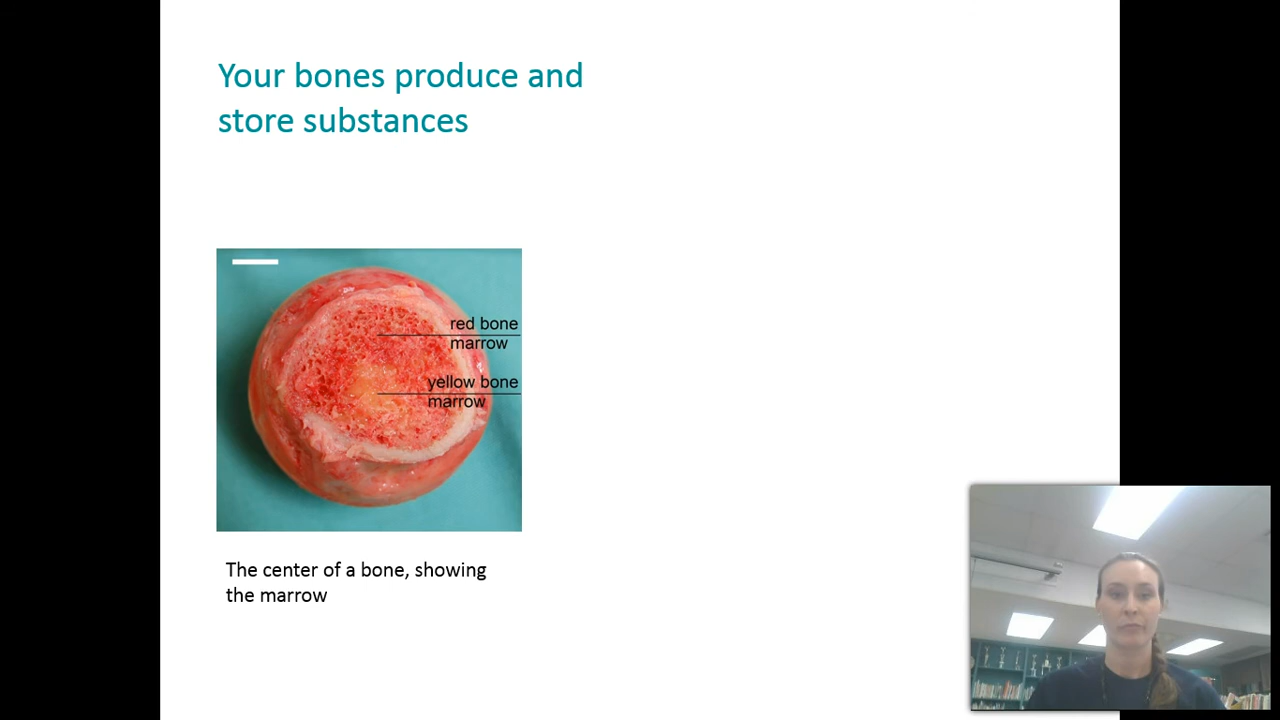 Your bones produce and
store substances
red bone
marrow
yellow bone
marrow
The center of a bone, showing
the marrow